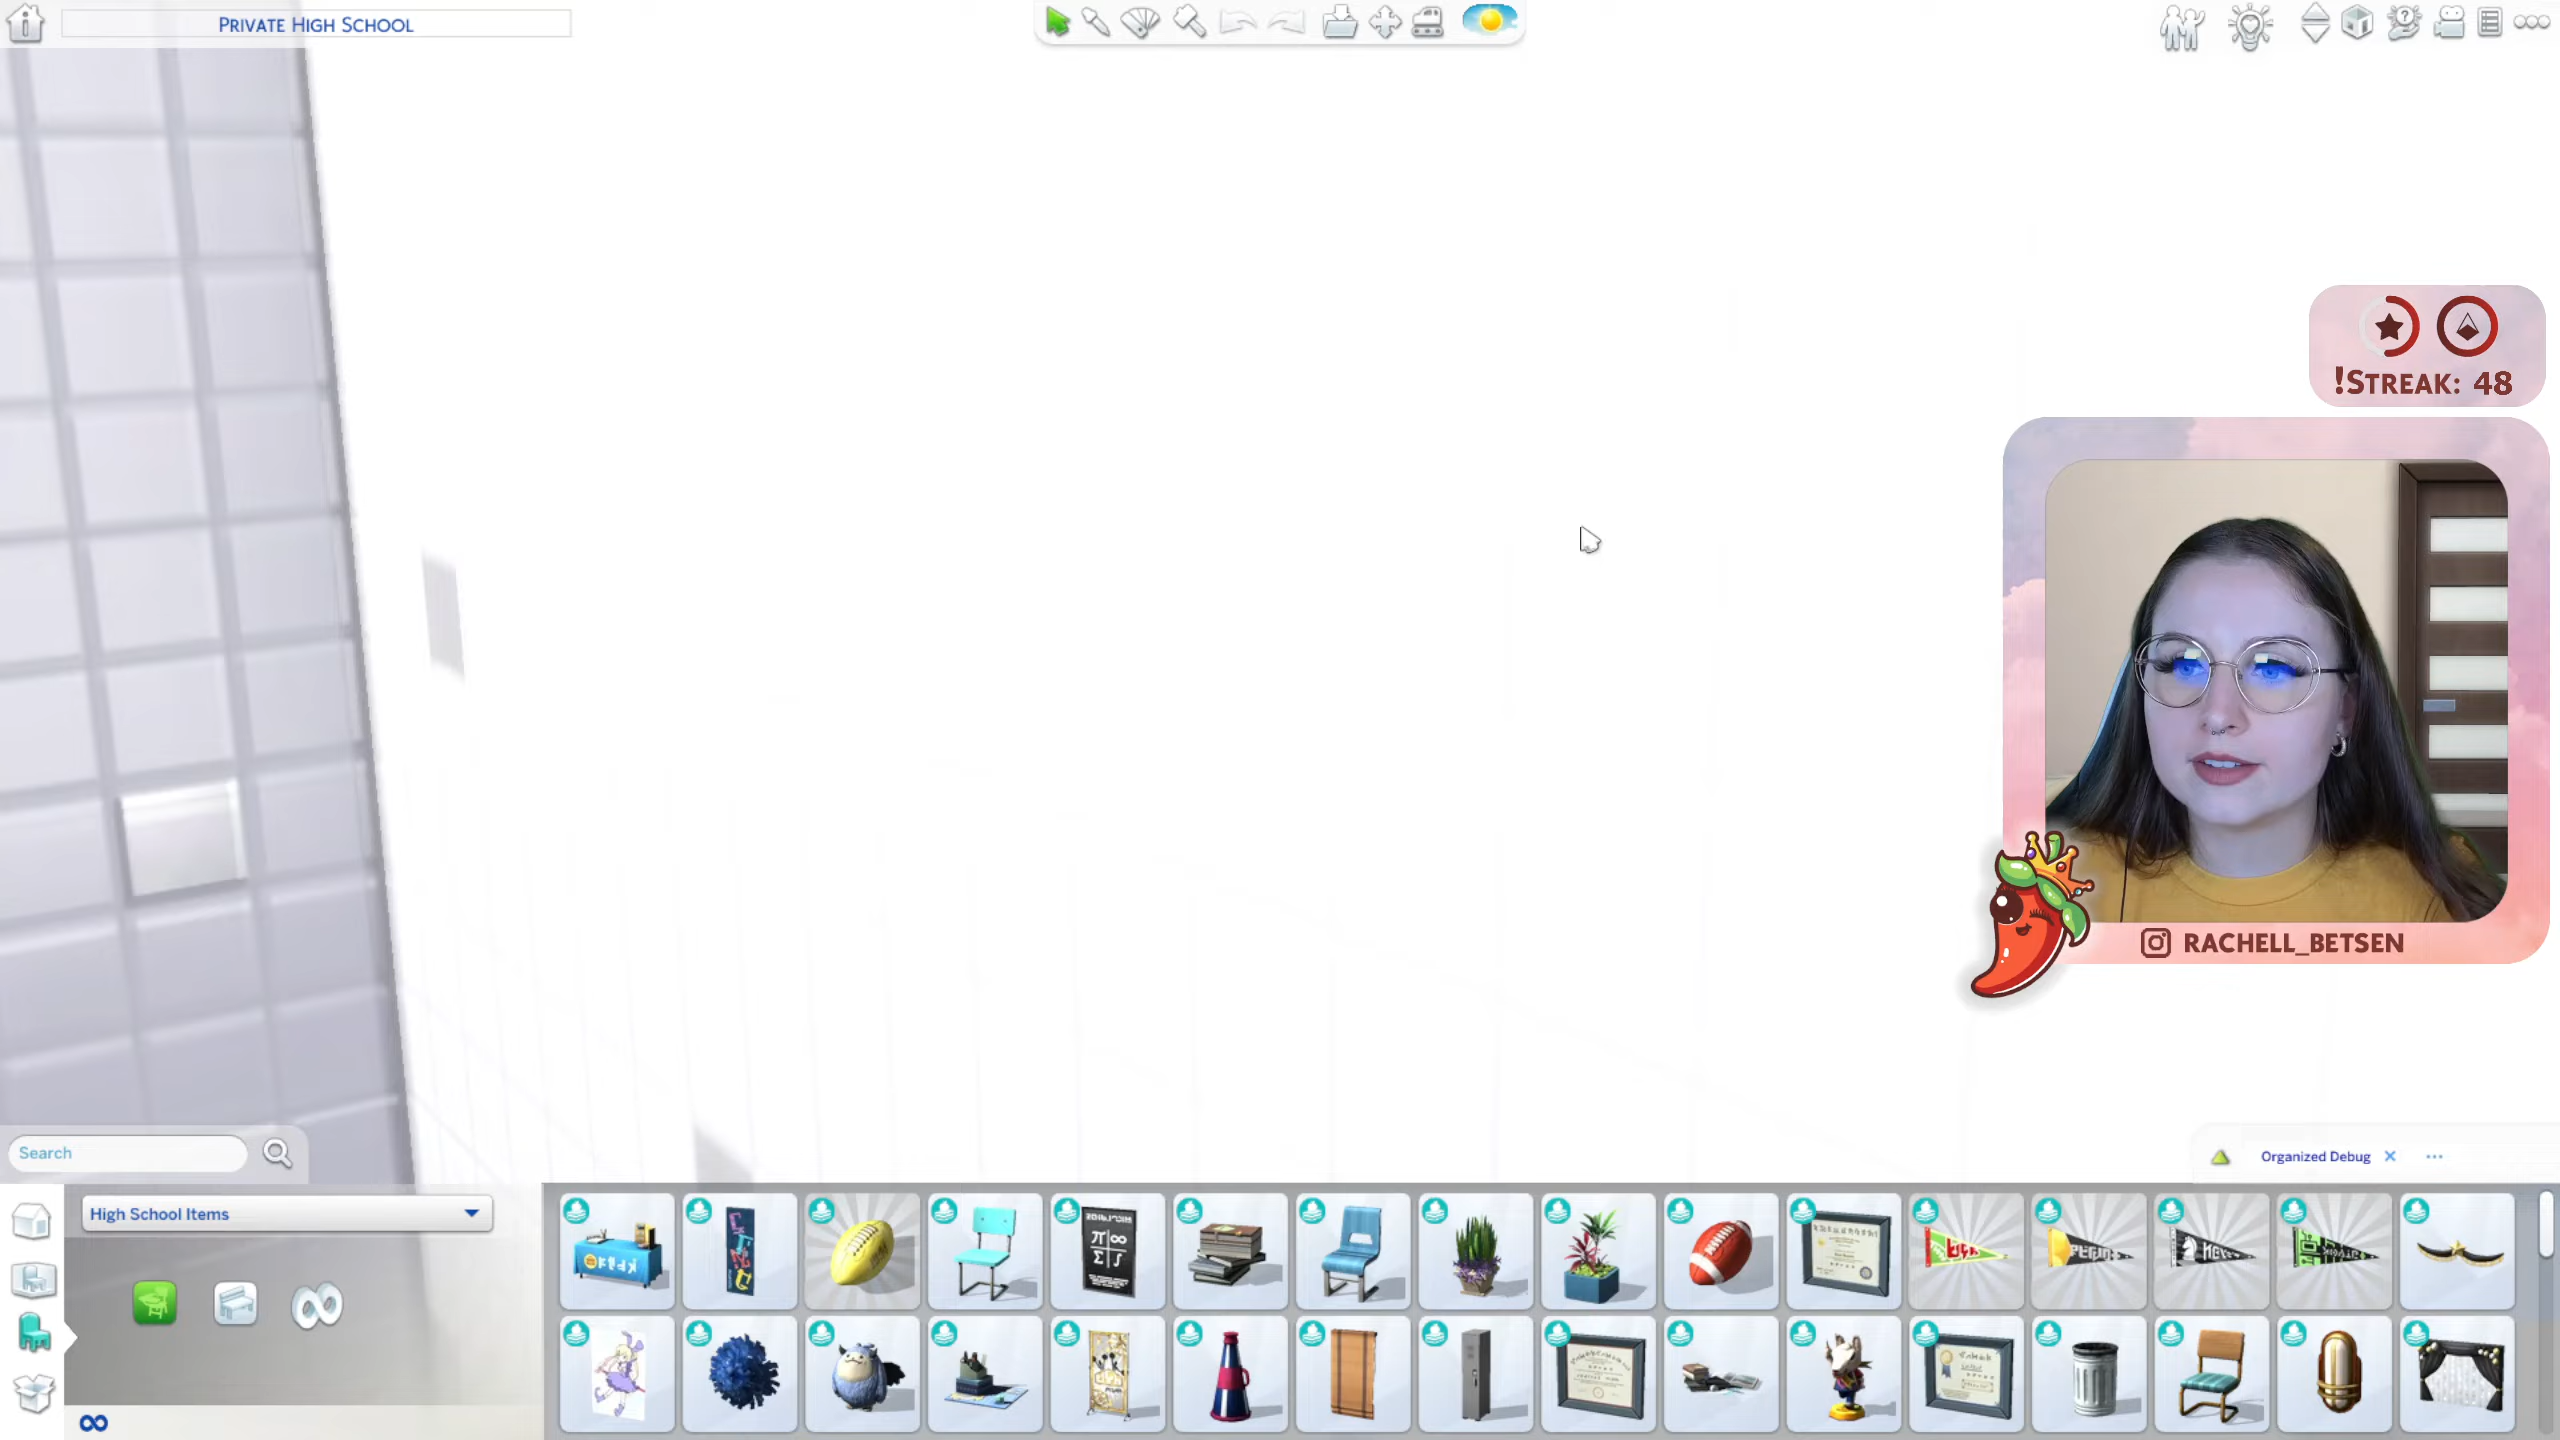 Private High School
!Streak: 48
RACHELL_BETSEN
Search
Organized Debug
High School Items